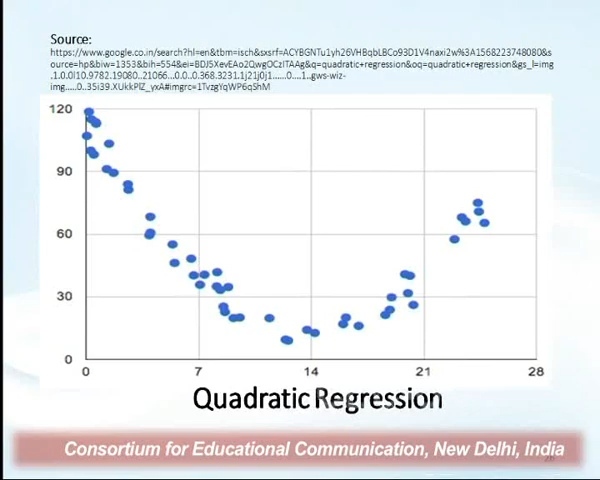 Source:
https://www.google.co.in/search?hl=en&tbm=isch&sxsrf=ACYBGNTu1yh26VHBqbLBCo93D1V4naxi2w%3A1568223748080&s
ource=hp&biw=1353&bih=554&ei=BDJ5XevEAo2QwgOCzITAAg&q=quadratic+regression&oq=quadratic+regression&gs_l=img
.1.0.0l10.9782.19080..21066...0.0..0.368.3231.1j21j0j1......0....1..gws-wiz-
img.....0..35i39.XUkkPlZ_yxA#imgrc=1TvzgYqWP6qShM
120
90
60
30
0
0 7 14 21 28
Quadratic Regression
Consortium for Educational Communication, New Delhi, India